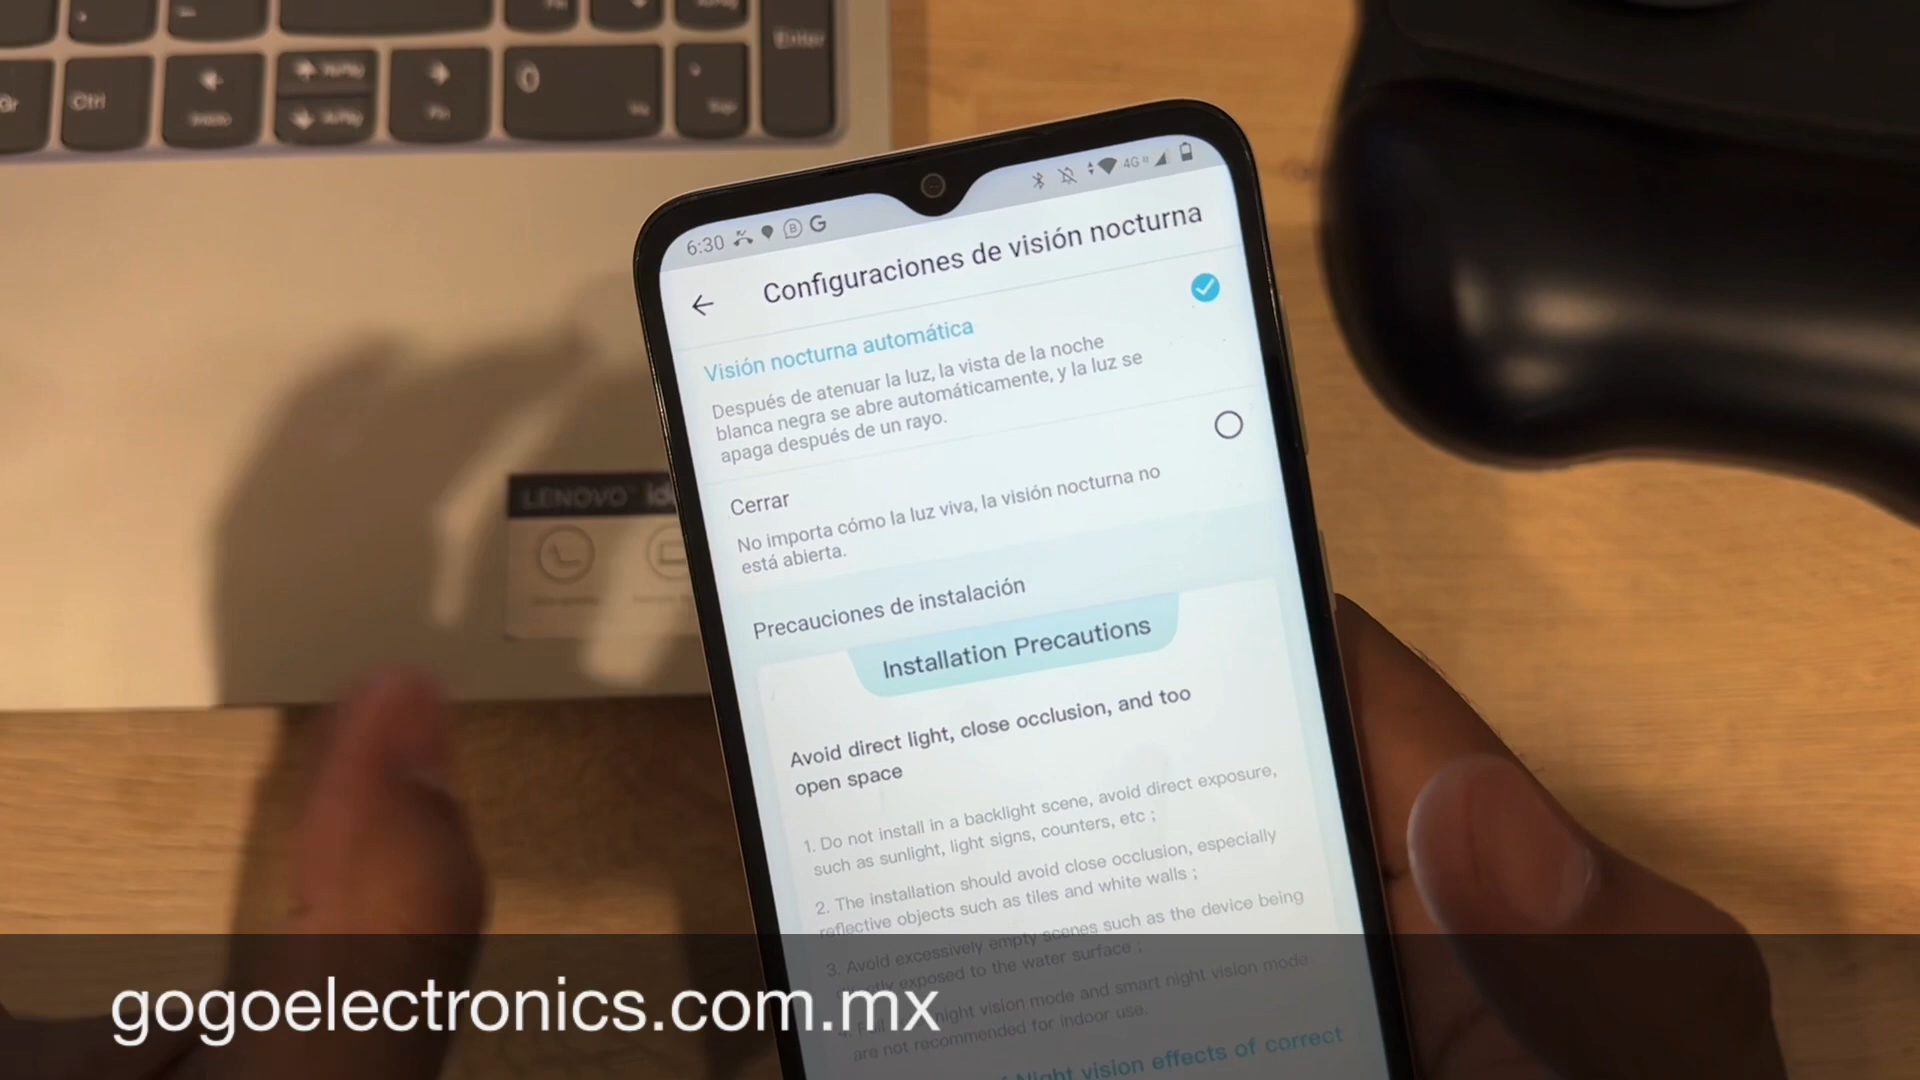 Enter
Ctrl
0
6:30
4G
Configuraciones de visión nocturna
Visión nocturna automática
Después de atenuar la luz, la vista de la noche
blanca negra se abre automáticamente, y la luz se
apaga después de un rayo.
Cerrar
No importa cómo la luz viva, la visión nocturna no
está abierta.
LENOVO
Precauciones de instalación
Installation Precautions
Avoid direct light, close occlusion, and too
open space
1. Do not install in a backlight scene, avoid direct exposure,
such as sunlight, light signs, counters, etc ;
2. The installation should avoid close occlusion, especially
reflective objects such as tiles and white walls ;
3. Avoid excessively empty scenes such as the device being
directly exposed to the water surface ;
night vision mode and smart night vision mode
are not recommended for indoor use.
Night vision effects of correct
gogoelectronics.com.mx